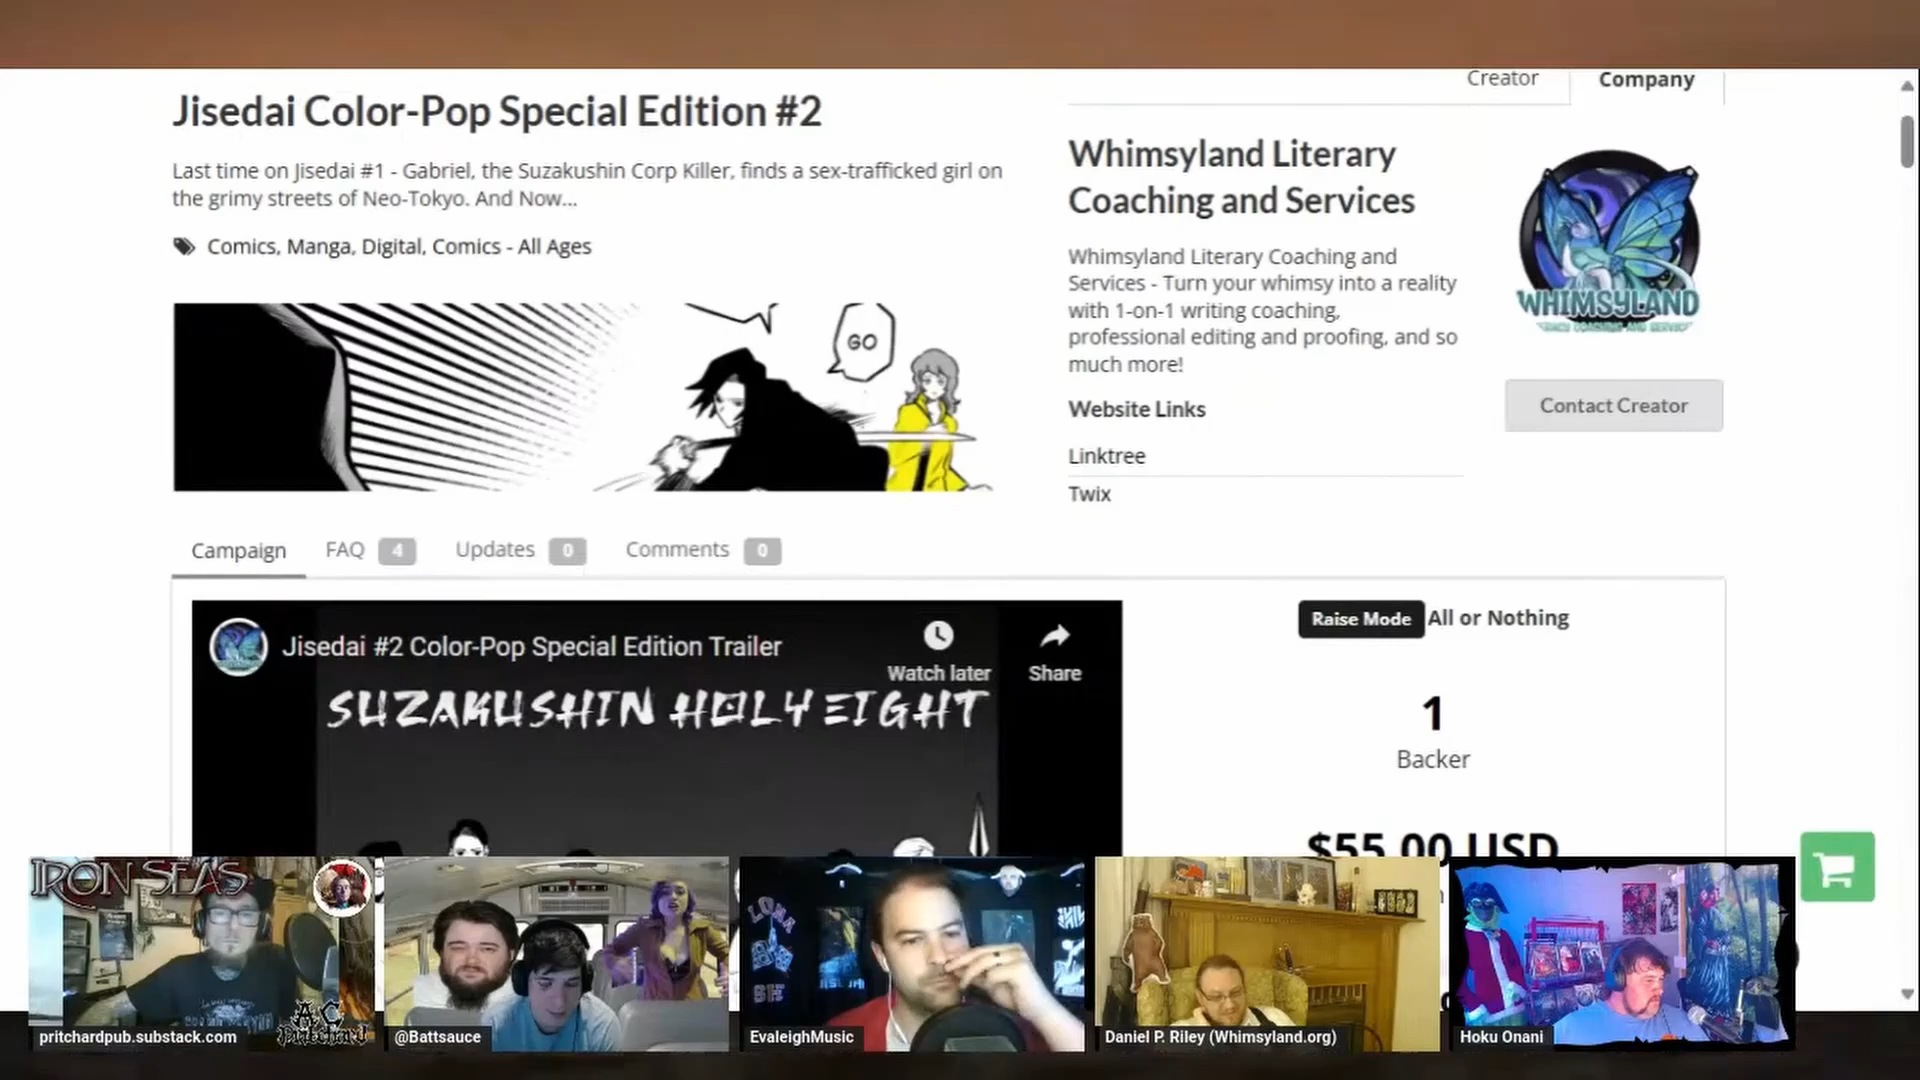 Creator
Company
Jisedai Color-Pop Special Edition #2
Last time on Jisedai #1 - Gabriel, the Suzakushin Corp Killer, finds a sex-trafficked girl on
the grimy streets of Neo-Tokyo. And Now...
Comics, Manga, Digital, Comics - All Ages
GO
Whimsyland Literary
Coaching and Services
Whimsyland Literary Coaching and
Services - Turn your whimsy into a reality
with 1-on-1 writing coaching,
professional editing and proofing, and so
much more!
WHIMSYLAND
Contact Creator
Website Links
Linktree
Twix
Campaign
FAQ 4
Updates 0
Comments 0
Jisedai #2 Color-Pop Special Edition Trailer
Watch later
Share
SUZAKUSHIN HOLY EIGHT
Raise Mode All or Nothing
1
Backer
$55.00 USD
IRON SEAS
A.C.
Pritchard
pritchardpub.substack.com
@Battsauce
EvaleighMusic
Daniel P. Riley (Whimsyland.org)
Hoku Onani